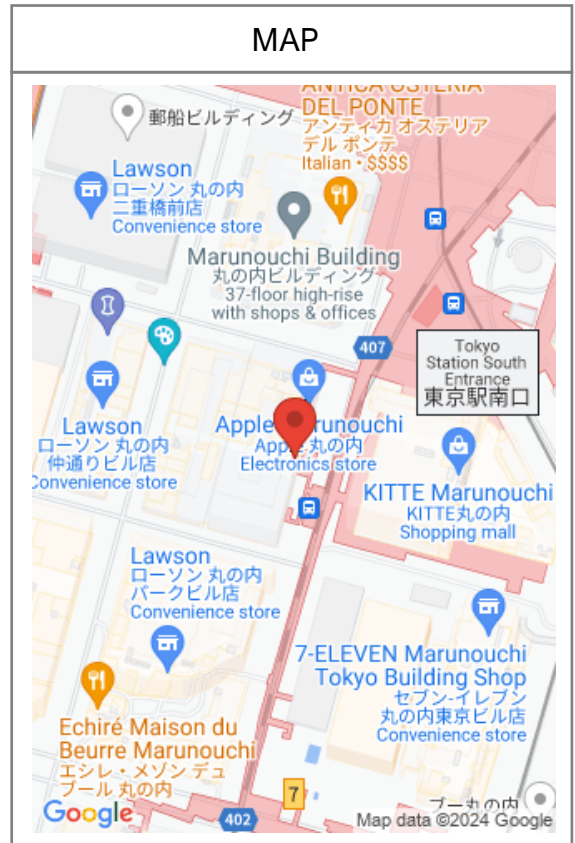 MAP
ANTICA OSTERIA
DEL PONTE
アンティカ オステリア
デル ポンテ
Italian • $$$$
郵船ビルディング
Lawson
ローソン 丸の内
二重橋前店
Convenience store
Marunouchi Building
丸の内ビルディング
37-floor high-rise
with shops & offices
407
Tokyo
Station South
Entrance
東京駅南口
Lawson
ローソン 丸の内
仲通りビル店
Convenience store
Apple Marunouchi
Apple 丸の内
Electronics store
KITTE Marunouchi
KITTE丸の内
Shopping mall
Lawson
ローソン 丸の内
パークビル店
Convenience store
7-ELEVEN Marunouchi
Tokyo Building Shop
セブン-イレブン
丸の内東京ビル店
Convenience store
Echiré Maison du
Beurre Marunouchi
エシレ・メゾン デュ
ブール 丸の内
7
402
Google
Map data ©2024 Google